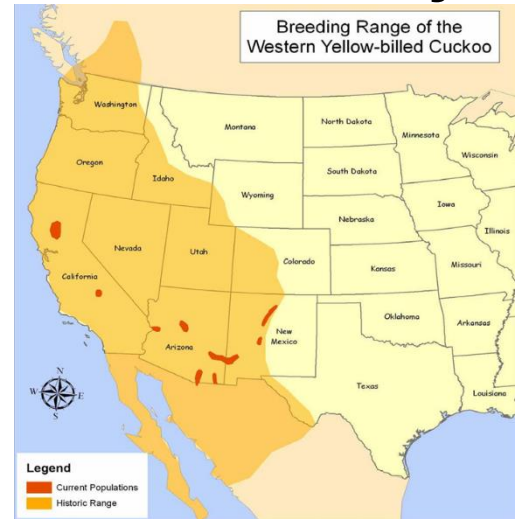 Breeding Range of the
Western Yellow-billed Cuckoo
Washington
Montana
North Dakota
Minnesota
Oregon
Idaho
South Dakota
Wisconsin
Wyoming
Iowa
Nebraska
Nevada
Utah
Illinois
Colorado
Kansas
Missouri
California
Oklahoma
Arkansas
Arizona
New
Mexico
Texas
Louisiana
N
W
E
S
Legend
Current Populations
Historic Range